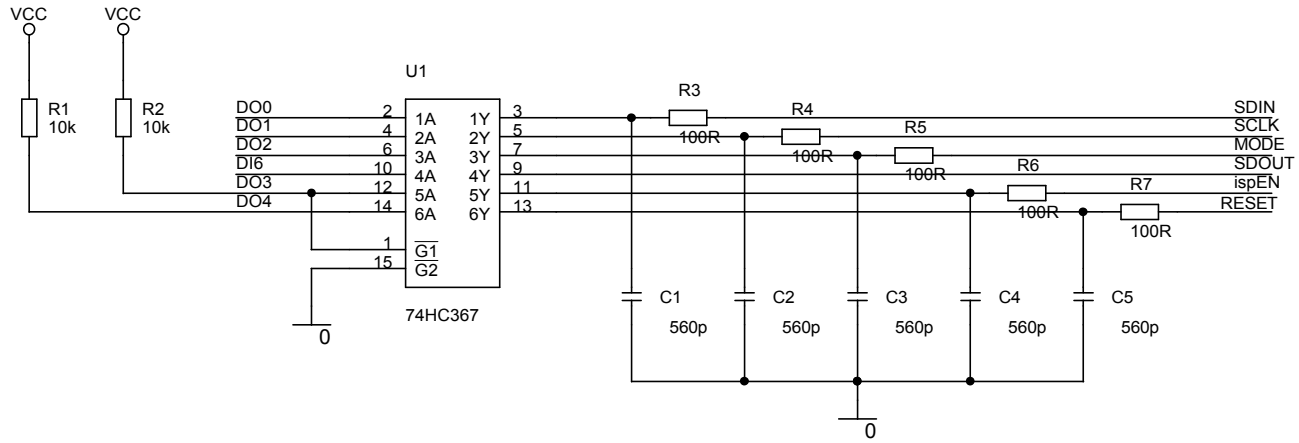 VCC VCC
U1
R1 10k
R2 10k
DO0 2 1A 1Y 3 R3 100R SDIN
DO1 4 2A 2Y 5 R4 100R SCLK
DO2 6 3A 3Y 7 R5 100R MODE
DI6 10 4A 4Y 9 SDOUT
DO3 12 5A 5Y 11 R6 100R ispEN
DO4 14 6A 6Y 13 R7 100R RESET
1 G1
15 G2
74HC367
0
C1 560p
C2 560p
C3 560p
C4 560p
C5 560p
0